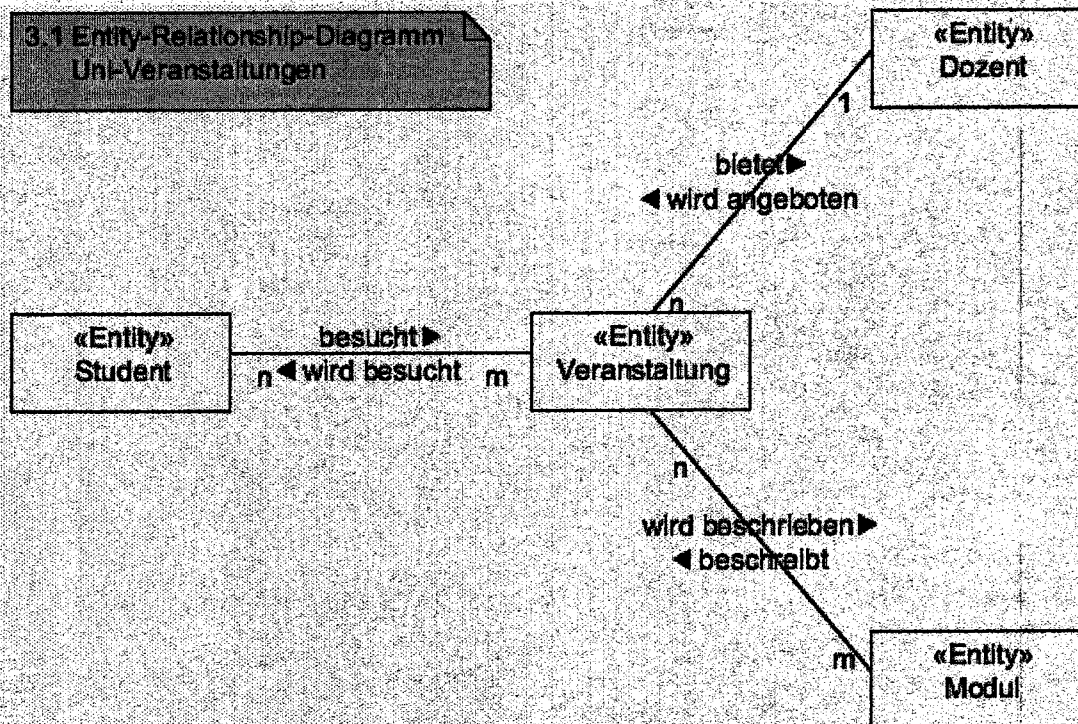 3.1 Entity-Relationship-Diagramm
Uni-Veranstaltungen
«Entity»
Dozent
1
bietet ▶
◀ wird angeboten
n
«Entity»
Student
besucht ▶
n ◀ wird besucht m
«Entity»
Veranstaltung
n
wird beschrieben ▶
◀ beschreibt
m
«Entity»
Modul